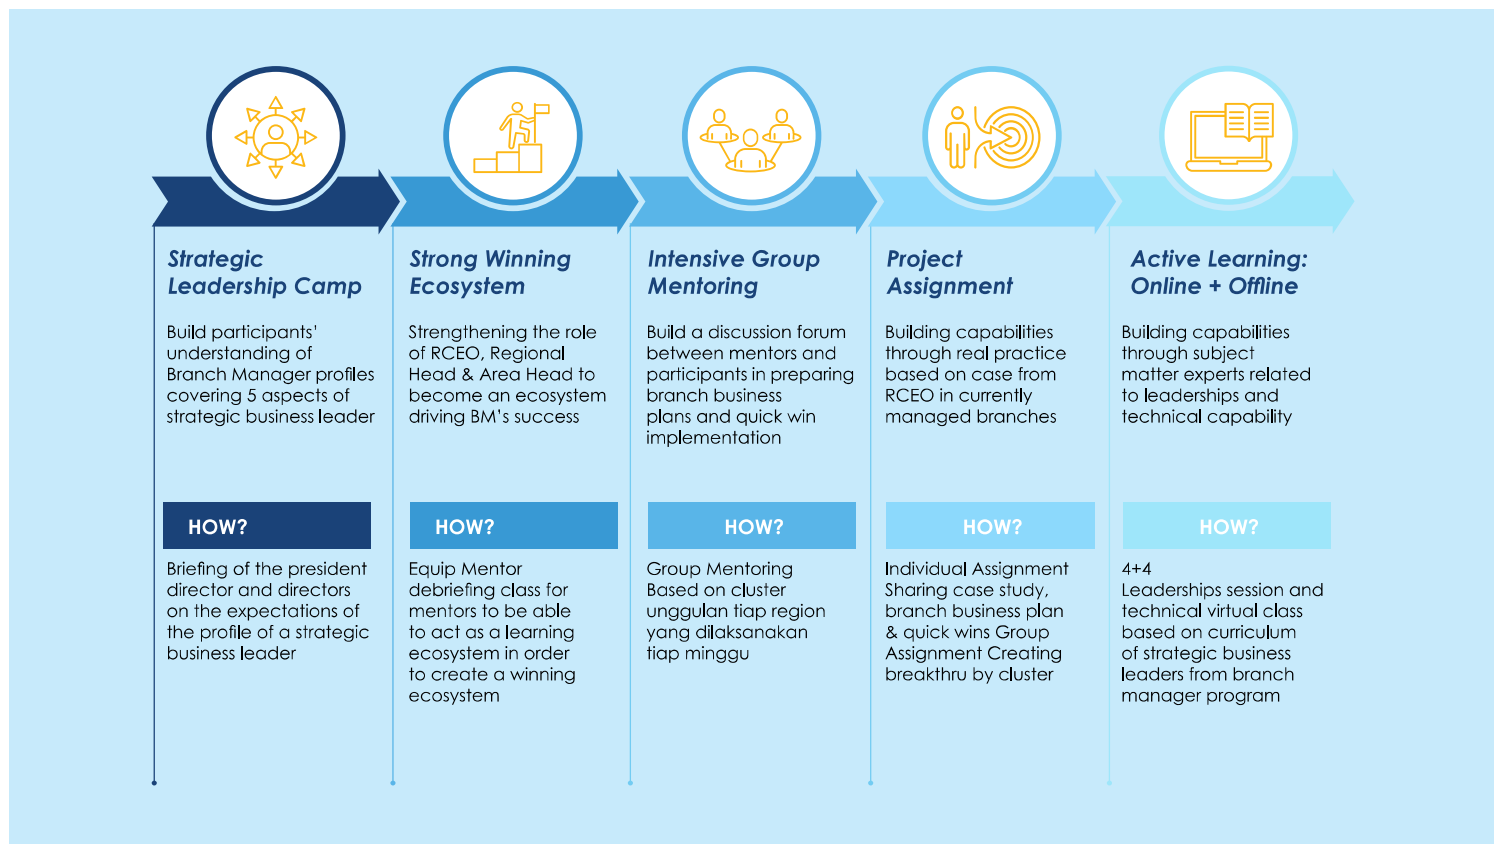 Strategic
Leadership Camp
Build participants'
understanding of
Branch Manager profiles
covering 5 aspects of
strategic business leader
HOW?
Briefing of the president
director and directors
on the expectations of
the profile of a strategic
business leader
Strong Winning
Ecosystem
Strengthening the role
of RCEO, Regional
Head & Area Head to
become an ecosystem
driving BM's success
HOW?
Equip Mentor
debriefing class for
mentors to be able
to act as a learning
ecosystem in order
to create a winning
ecosystem
Intensive Group
Mentoring
Build a discussion forum
between mentors and
participants in preparing
branch business
plans and quick win
implementation
HOW?
Group Mentoring
Based on cluster
unggulan tiap region
yang dilaksanakan
tiap minggu
Project
Assignment
Building capabilities
through real practice
based on case from
RCEO in currently
managed branches
HOW?
Individual Assignment
Sharing case study,
branch business plan
& quick wins Group
Assignment Creating
breakthru by cluster
Active Learning:
Online + Offline
Building capabilities
through subject
matter experts related
to leaderships and
technical capability
HOW?
4+4
Leaderships session and
technical virtual class
based on curriculum
of strategic business
leaders from branch
manager program